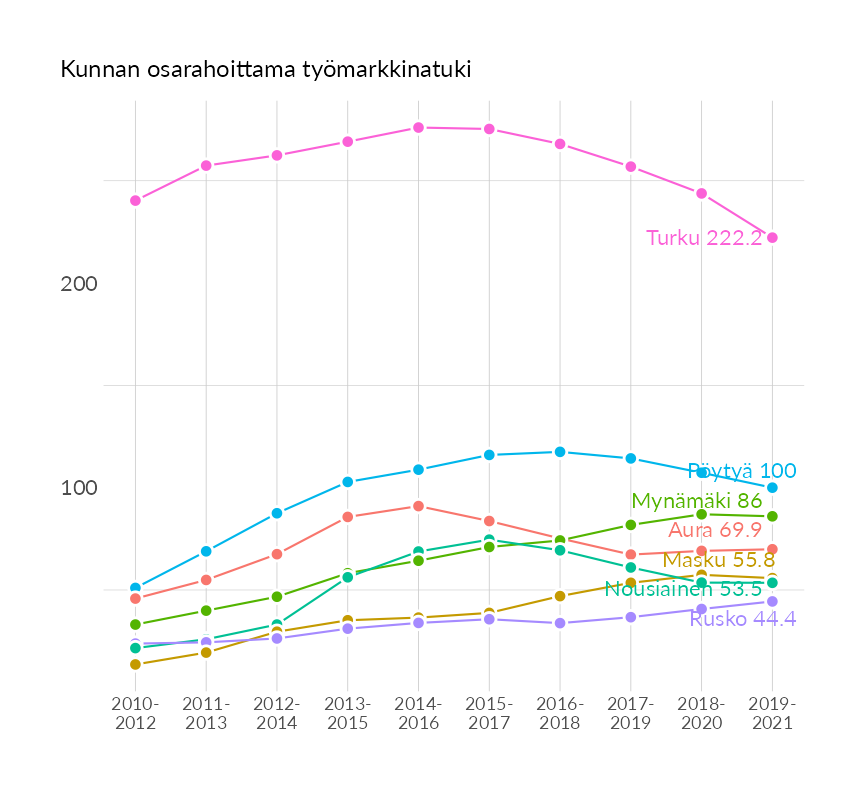 Kunnan osarahoittama työmarkkinatuki
Turku 222.2
200
Pöytyä 100
100
Mynämäki 86
Aura 69.9
Masku 55.8
Nousiainen 53.5
Rusko 44.4
2010-
2012
2011-
2013
2012-
2014
2013-
2015
2014-
2016
2015-
2017
2016-
2018
2017-
2019
2018-
2020
2019-
2021